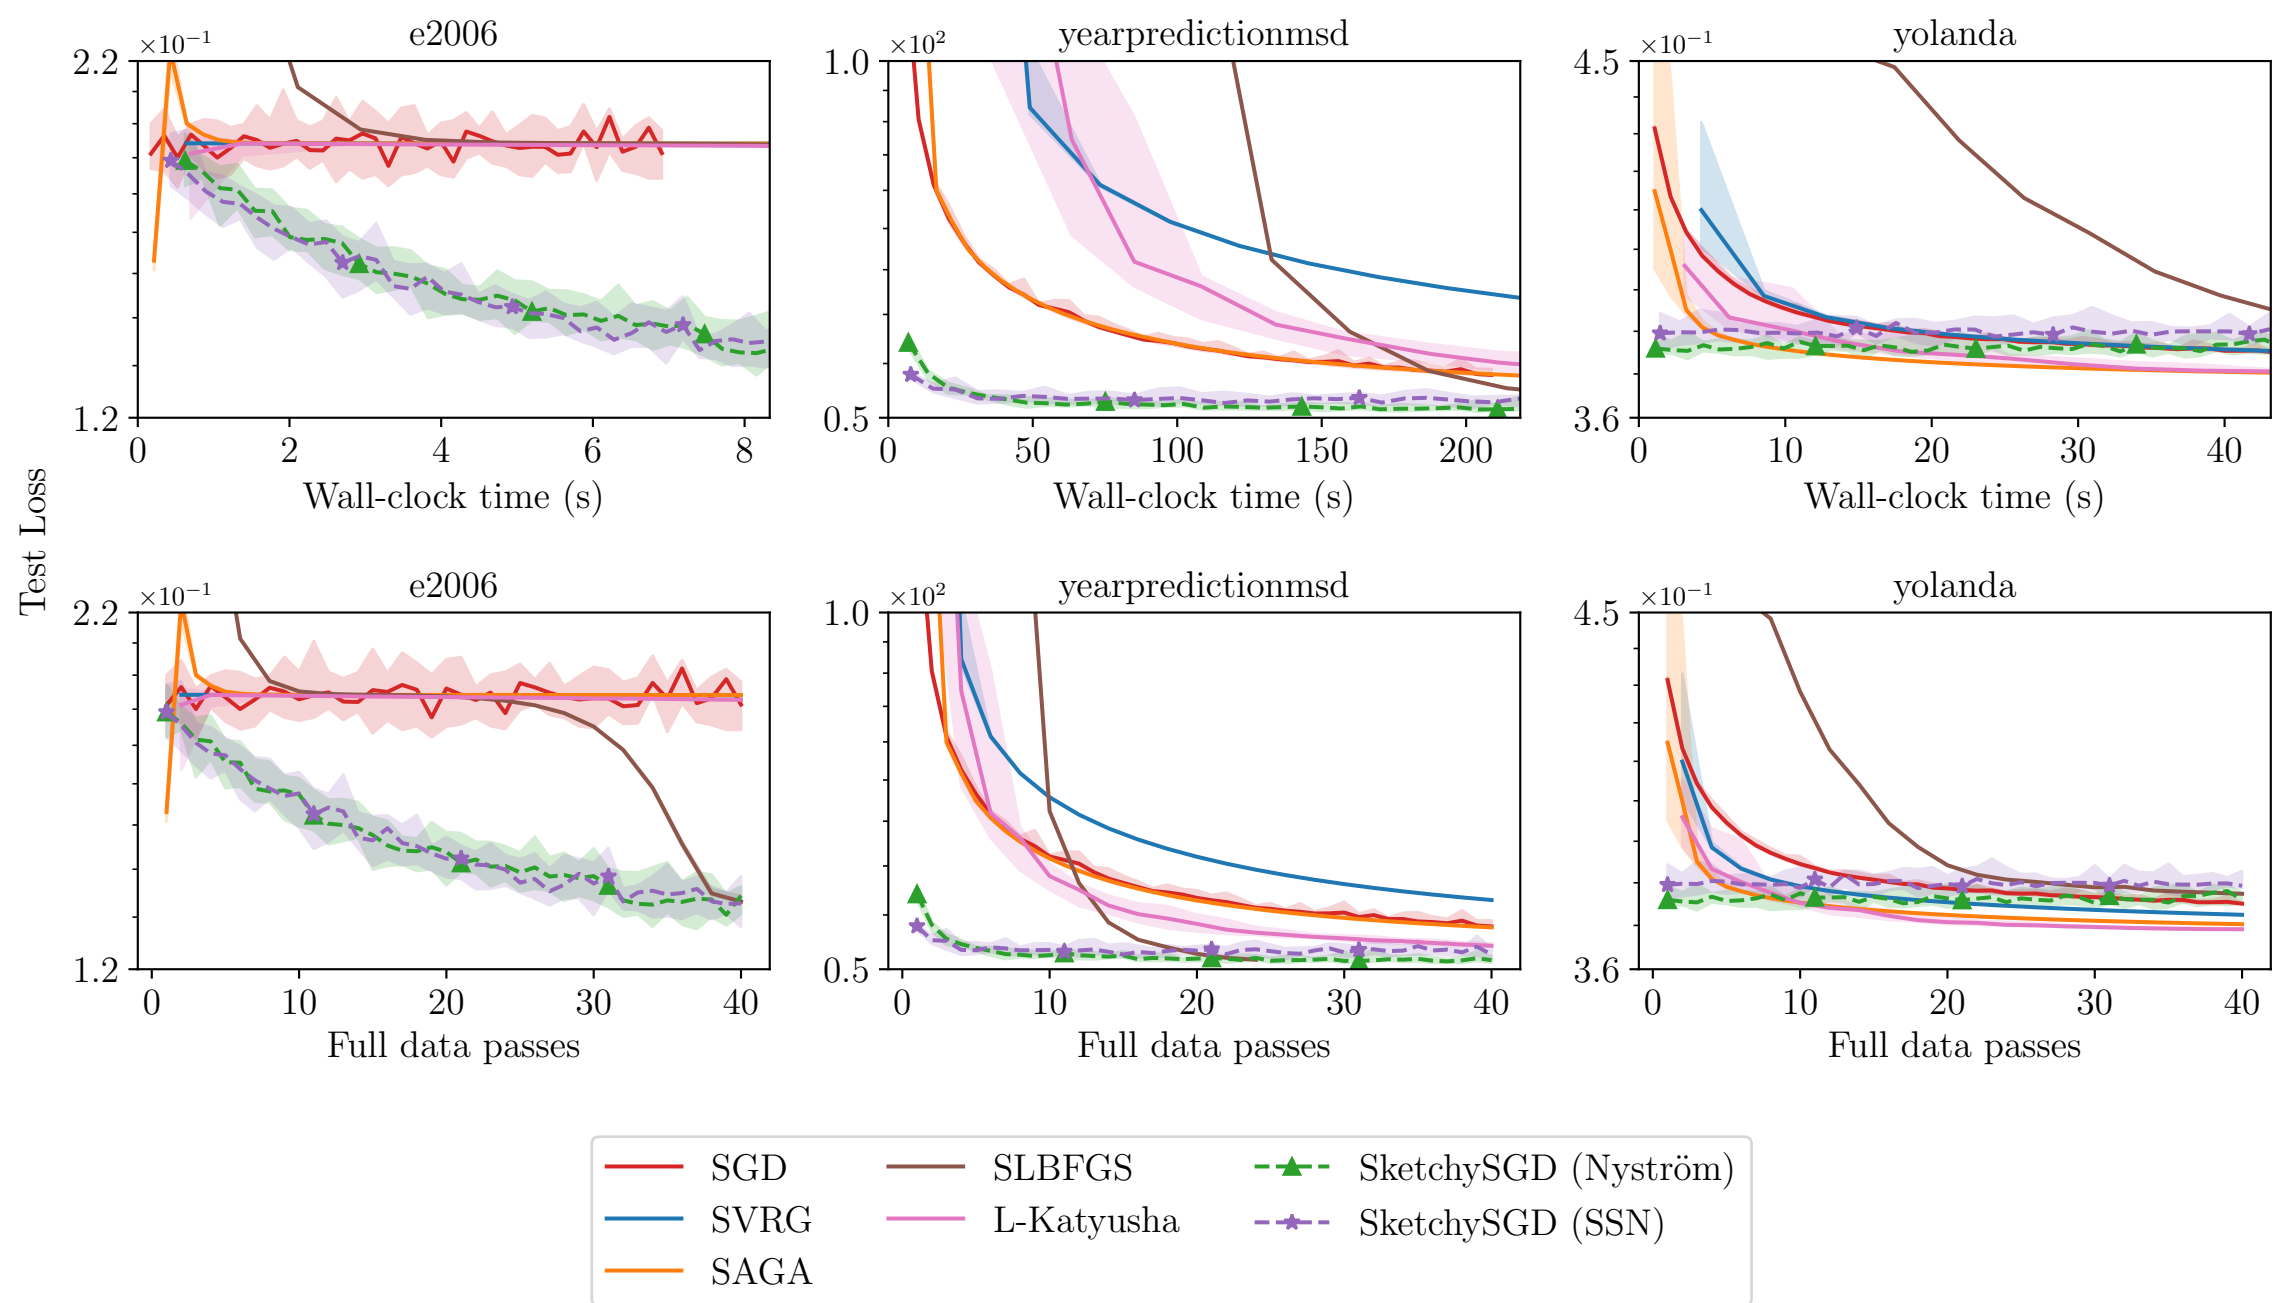 e2006 yearpredictionmsd yolanda
×10⁻¹ ×10² ×10⁻¹
2.2 1.0 4.5
1.2 0.5 3.6
0 2 4 6 8 0 50 100 150 200 0 10 20 30 40
Wall-clock time (s) Wall-clock time (s) Wall-clock time (s)
Test Loss
e2006 yearpredictionmsd yolanda
×10⁻¹ ×10² ×10⁻¹
2.2 1.0 4.5
1.2 0.5 3.6
0 10 20 30 40 0 10 20 30 40 0 10 20 30 40
Full data passes Full data passes Full data passes
SGD SLBFGS SketchySGD (Nyström)
SVRG L-Katyusha SketchySGD (SSN)
SAGA